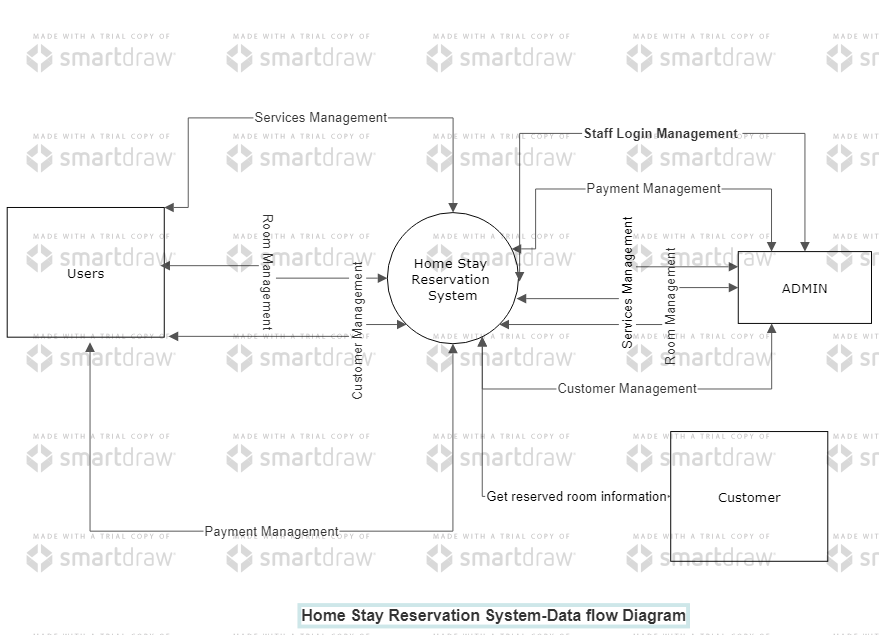 MADE WITH A TRIAL COPY OF
smartdraw
Services Management
Staff Login Management
Payment Management
Room Management
Customer Management
Users
Home Stay
Reservation
System
Services Management
Room Management
ADMIN
Customer Management
Get reserved room information
Customer
Payment Management
Home Stay Reservation System-Data flow Diagram